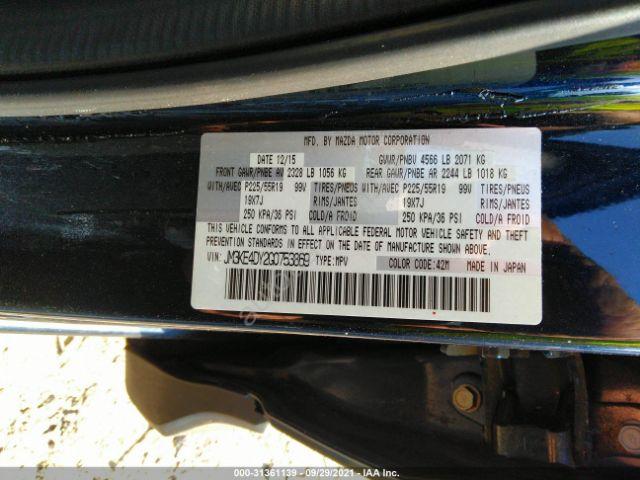 MFD. BY MAZDA MOTOR CORPORATION
DATE 12/15 GVWR/PNBV 4566 LB 2071 KG
FRONT GAWR/PNBE AV 2328 LB 1056 KG REAR GAWR/PNBE AR 2244 LB 1018 KG
WITH/AVEC P225/55R19 99V TIRES/PNEUS WITH/AVEC P225/55R19 99V TIRES/PNEUS
19X7J RIMS/JANTES 19X7J RIMS/JANTES
250 KPA/36 PSI COLD/A FROID 250 KPA/36 PSI COLD/A FROID
THIS VEHICLE CONFORMS TO ALL APPLICABLE FEDERAL MOTOR VEHICLE SAFETY AND THEFT
PREVENTION STANDARDS IN EFFECT ON THE DATE OF MANUFACTURE SHOWN ABOVE.
VIN: JM3KE4DY2G0753869 TYPE: MPV COLOR CODE: 42M MADE IN JAPAN
000-31361139 - 09/29/2021 - IAA Inc.